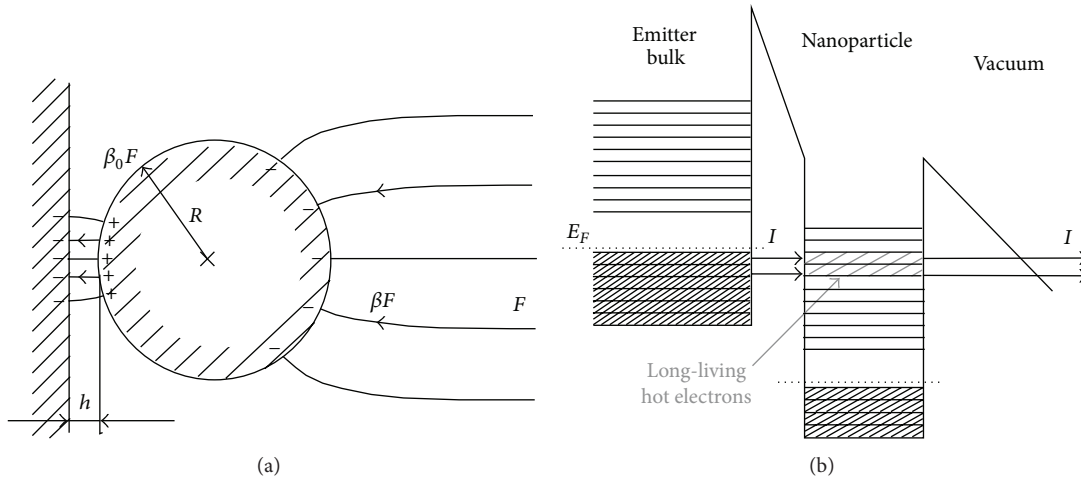 β₀F
R
βF
F
h
− − − − −
+ + + + +
− − − − −
(a)
Emitter
bulk
Nanoparticle
Vacuum
E_F
I
I
Long-living
hot electrons
(b)